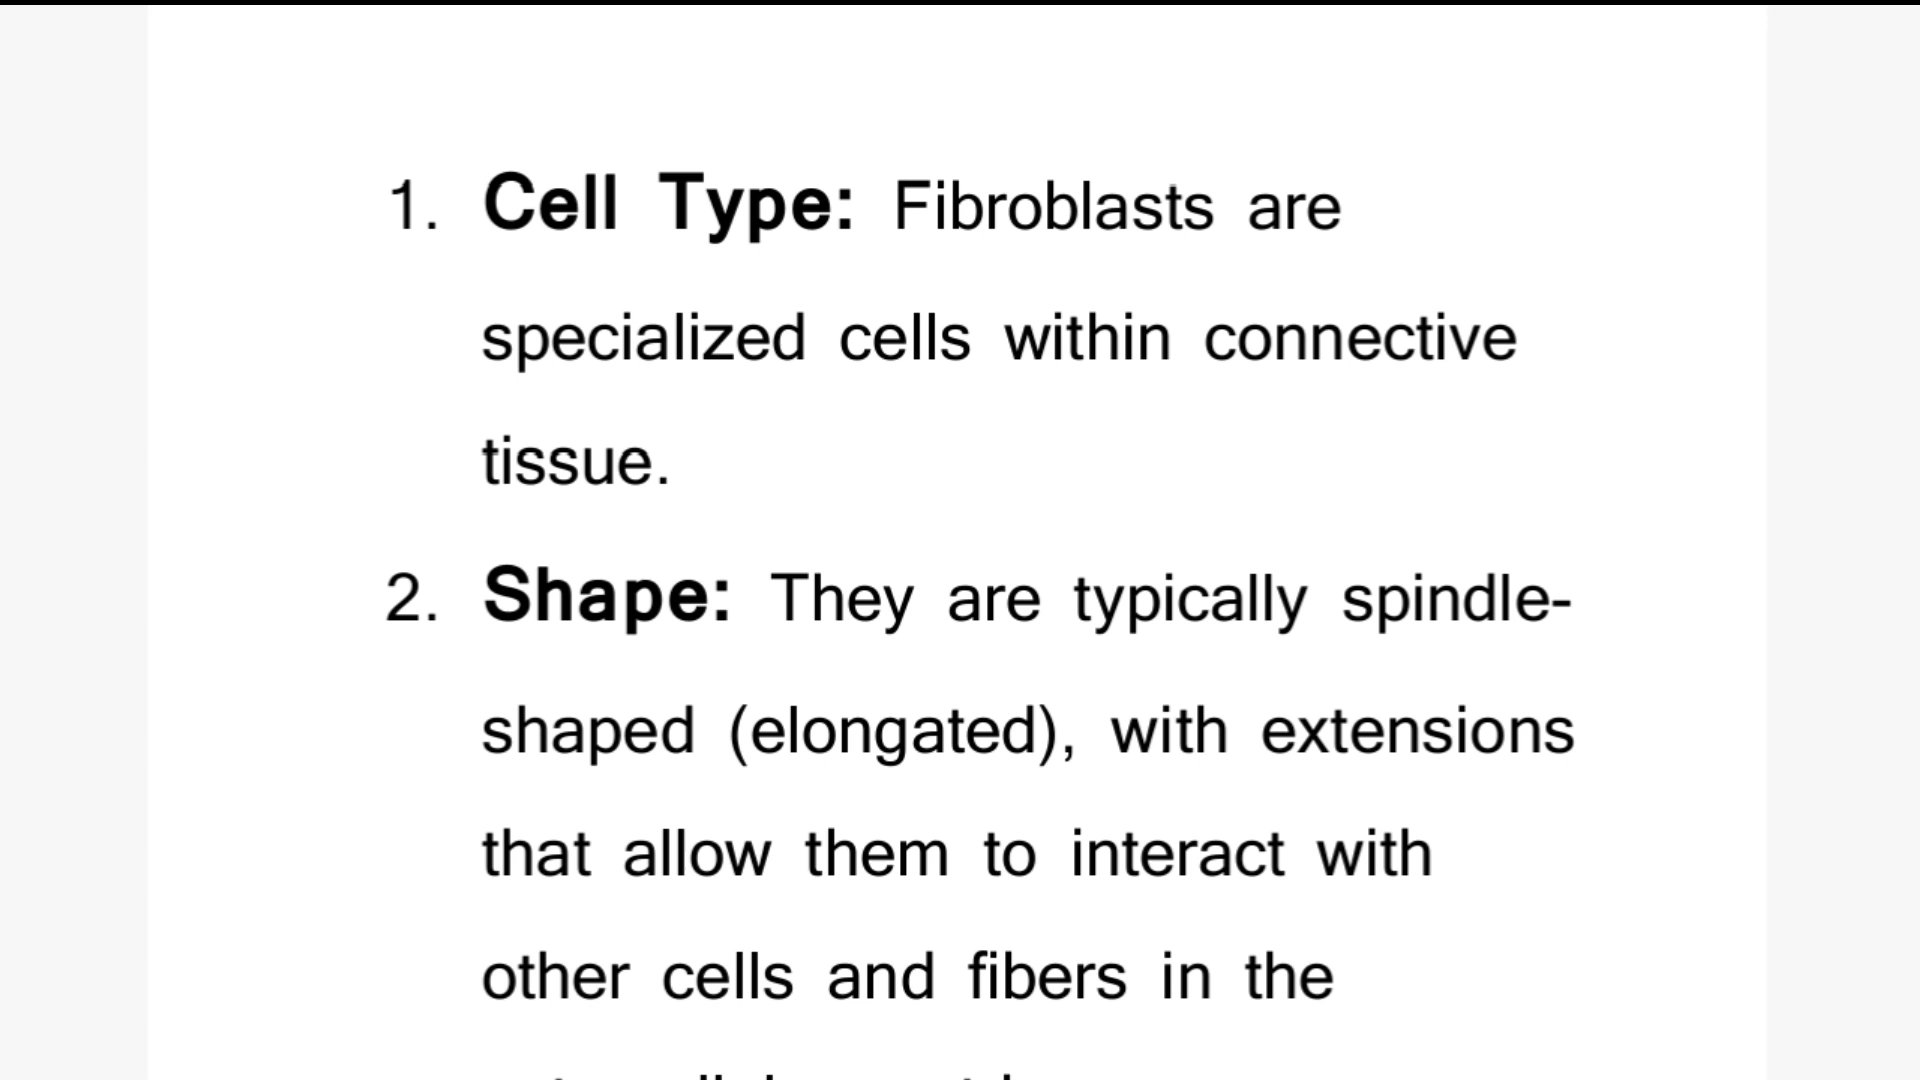 1. Cell Type: Fibroblasts are
specialized cells within connective
tissue.
2. Shape: They are typically spindle-
shaped (elongated), with extensions
that allow them to interact with
other cells and fibers in the